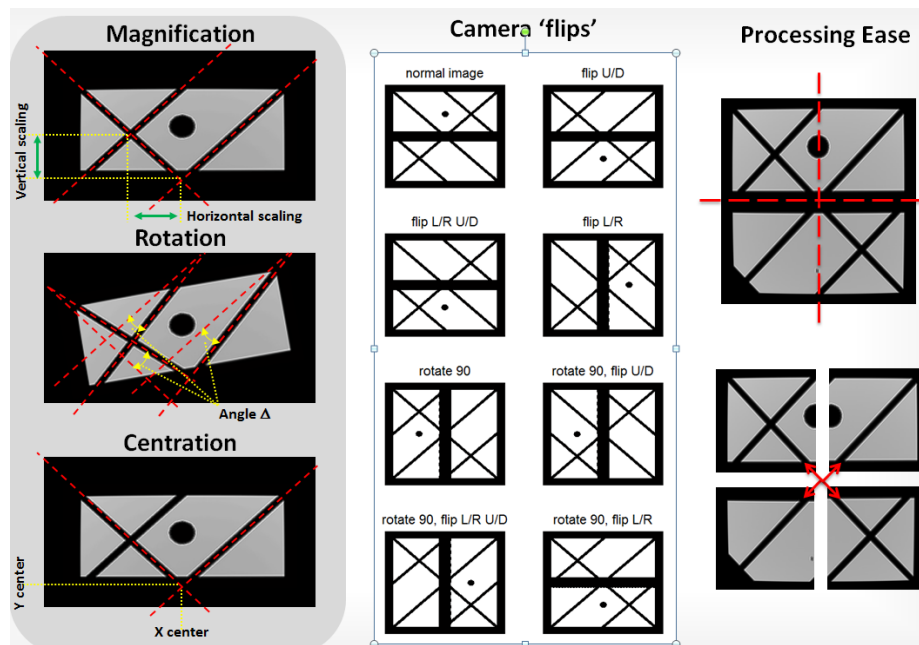 Magnification
Vertical scaling
Horizontal scaling
Rotation
Angle Δ
Centration
Y center
X center
Camera ‘flips’
normal image
flip U/D
flip L/R U/D
flip L/R
rotate 90
rotate 90, flip U/D
rotate 90, flip L/R U/D
rotate 90, flip L/R
Processing Ease